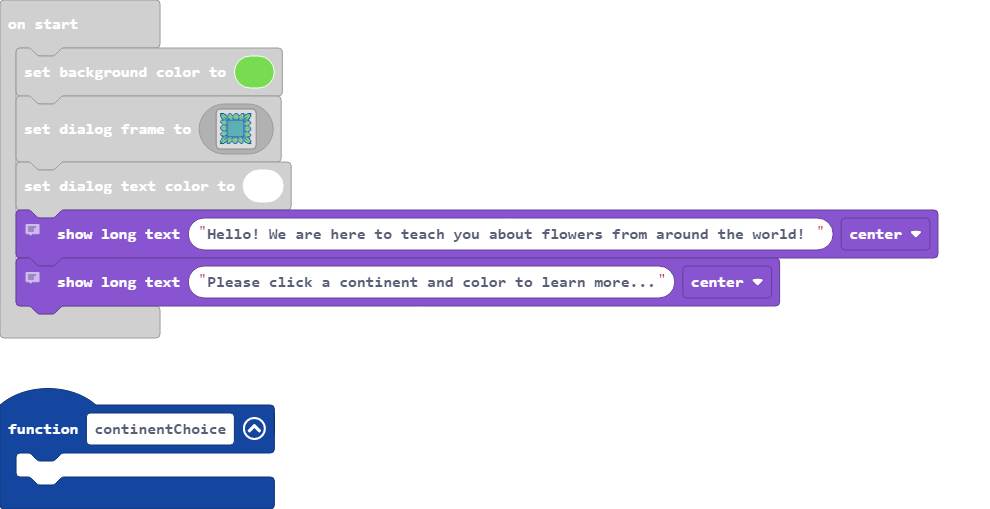 on start
set background color to
set dialog frame to
set dialog text color to
show long text "Hello! We are here to teach you about flowers from around the world! " center
show long text "Please click a continent and color to learn more..." center
function continentChoice